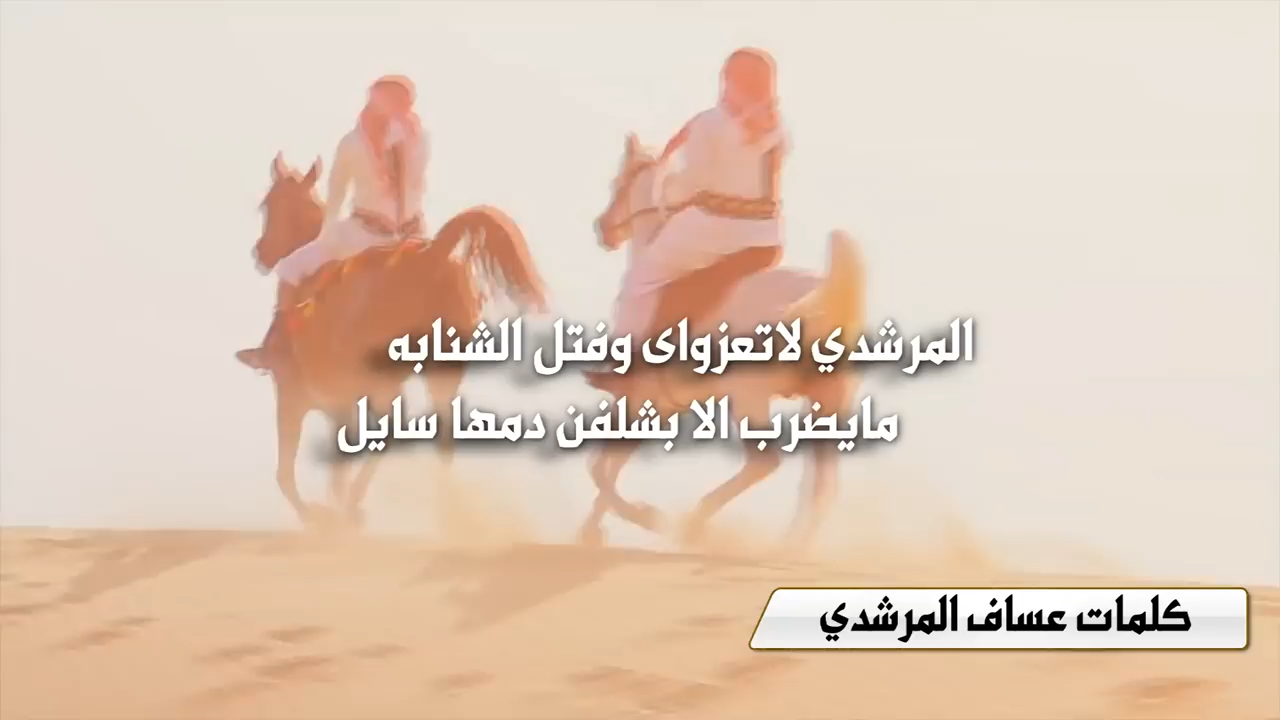 المرشدي لاتعزواى وفتل الشنابه
مايضرب الا بشلفن دمها سايل
كلمات عساف المرشدي